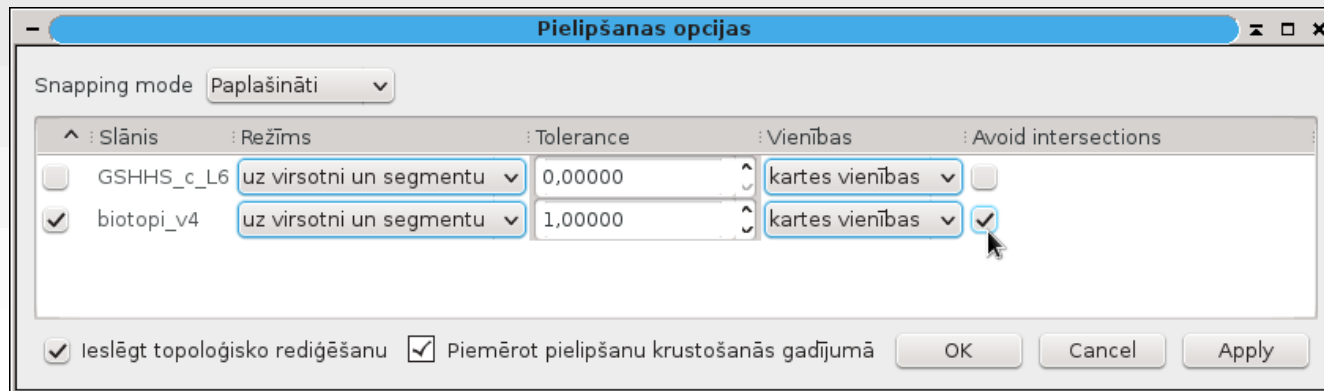 Pielipšanas opcijas
Snapping mode Paplašināti
Slānis Režīms Tolerance Vienības Avoid intersections
GSHHS_c_L6 uz virsotni un segmentu 0,00000 kartes vienības
biotopi_v4 uz virsotni un segmentu 1,00000 kartes vienības
Ieslēgt topoloģisko rediģēšanu Piemērot pielipšanu krustošanās gadījumā OK Cancel Apply